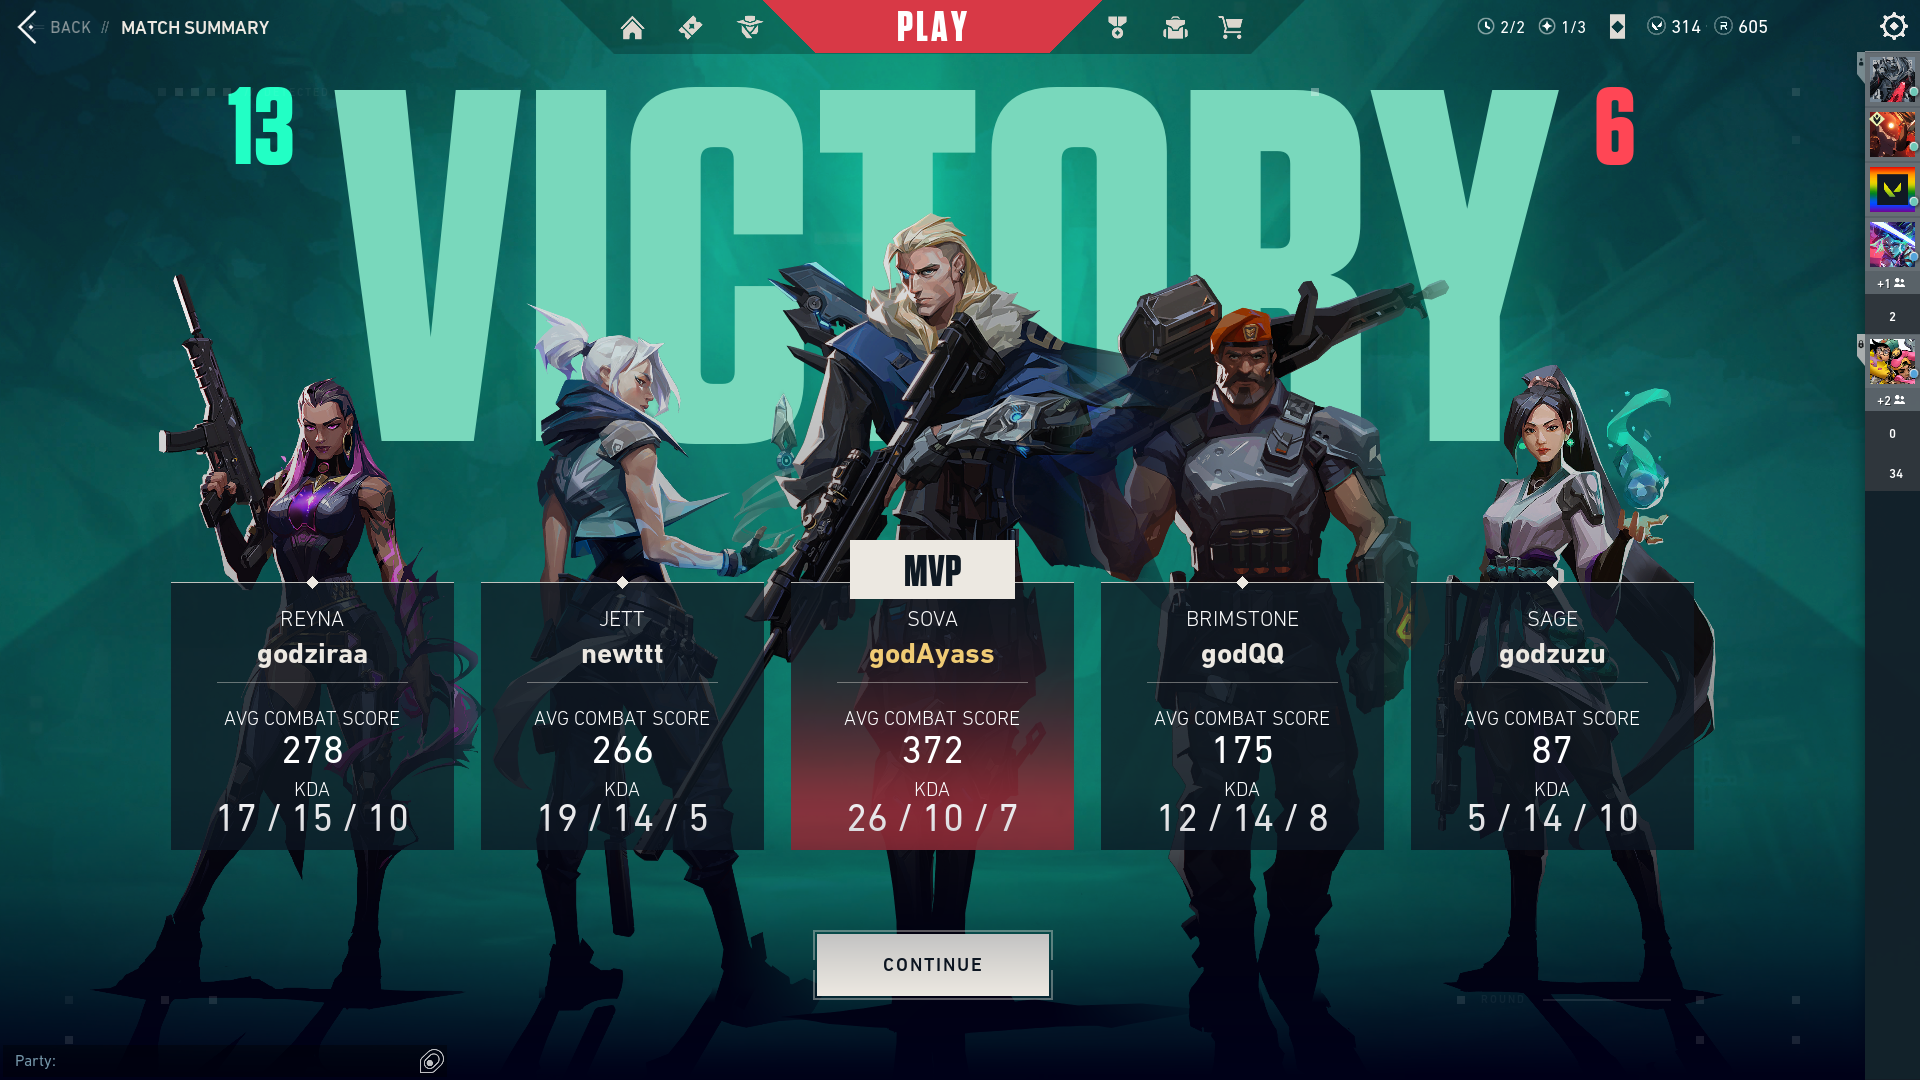 BACK // MATCH SUMMARY
PLAY
2/2 1/3 314 605
13 VICTORY 6
+1
2
+2
0
34
MVP
REYNA
godziraa
AVG COMBAT SCORE
278
KDA
17 / 15 / 10
JETT
newttt
AVG COMBAT SCORE
266
KDA
19 / 14 / 5
SOVA
godAyass
AVG COMBAT SCORE
372
KDA
26 / 10 / 7
BRIMSTONE
godQQ
AVG COMBAT SCORE
175
KDA
12 / 14 / 8
SAGE
godzuzu
AVG COMBAT SCORE
87
KDA
5 / 14 / 10
CONTINUE
ROUND
Party: